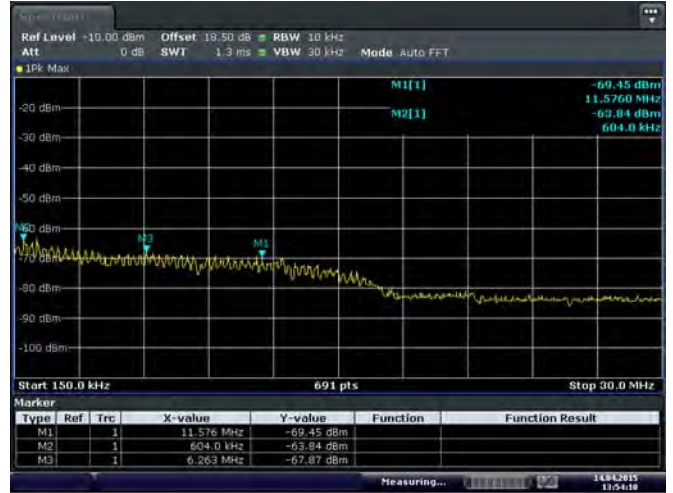 Spectrum
Ref Level -10.00 dBm Offset 18.50 dB RBW 10 kHz
Att 0 dB SWT 1.3 ms VBW 30 kHz Mode Auto FFT
1Pk Max
M1[1] -69.45 dBm
11.5760 MHz
M2[1] -63.84 dBm
604.0 kHz
-20 dBm
-30 dBm
-40 dBm
-50 dBm
-60 dBm
M3
M1
-70 dBm
-80 dBm
-90 dBm
-100 dBm
Start 150.0 kHz 691 pts Stop 30.0 MHz
Marker
Type Ref Trc X-value Y-value Function Function Result
M1 1 11.576 MHz -69.45 dBm
M2 1 604.0 kHz -63.84 dBm
M3 1 6.263 MHz -67.87 dBm
Measuring... 14.04.2015
13:54:10